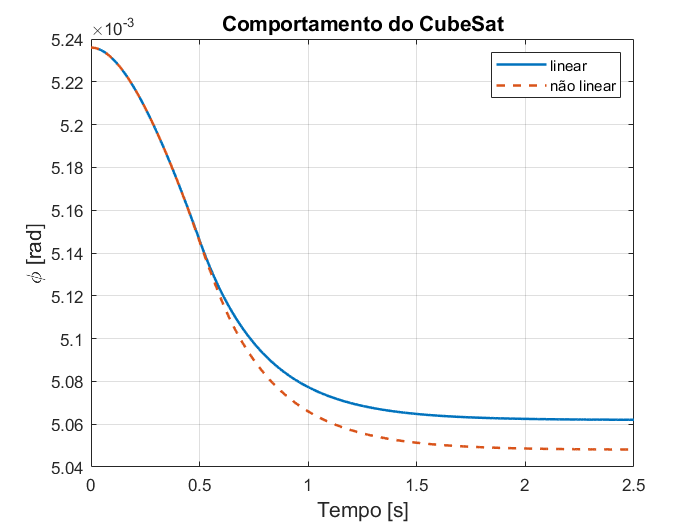 Comportamento do CubeSat
×10⁻³
5.24
5.22
5.2
5.18
5.16
5.14
5.12
5.1
5.08
5.06
5.04
ϕ [rad]
linear
não linear
0 0.5 1 1.5 2 2.5
Tempo [s]